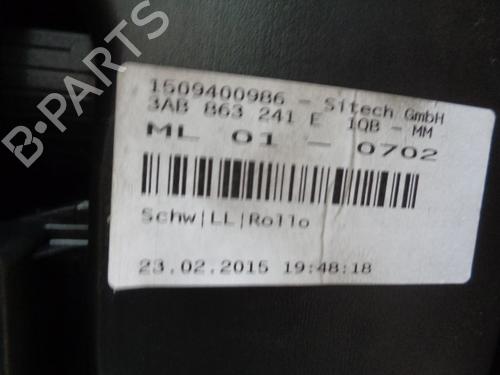 1509400986 - Sitech GmbH
3AB 863 241 E 1QB - MM
ML 01 - 0702
Schw|LL|Rollo
23.02.2015 19:48:18
B-Parts